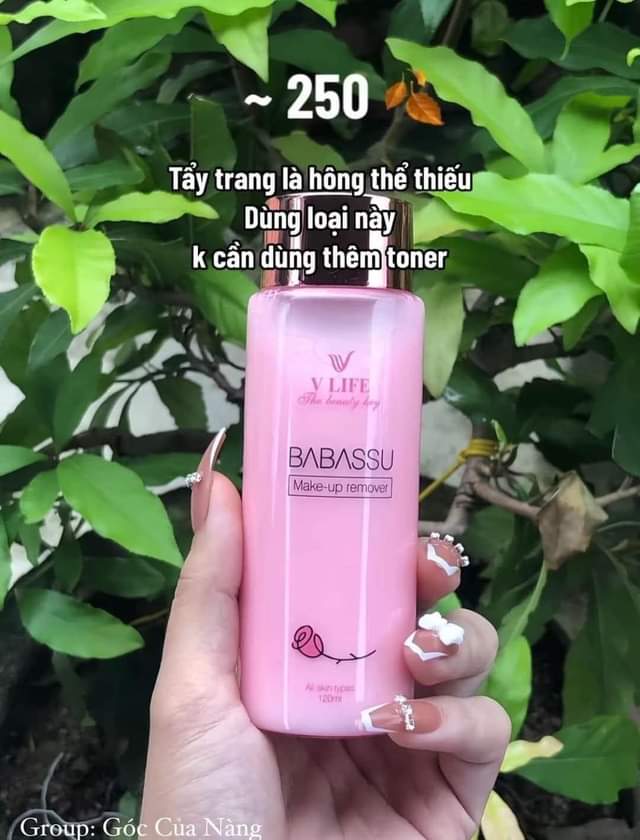 ~ 250
Tẩy trang là hông thể thiếu
Dùng loại này
k cần dùng thêm toner
V LIFE
The beauty key
BABASSU
Make-up remover
All skin types
120ml
Group: Góc Của Nàng